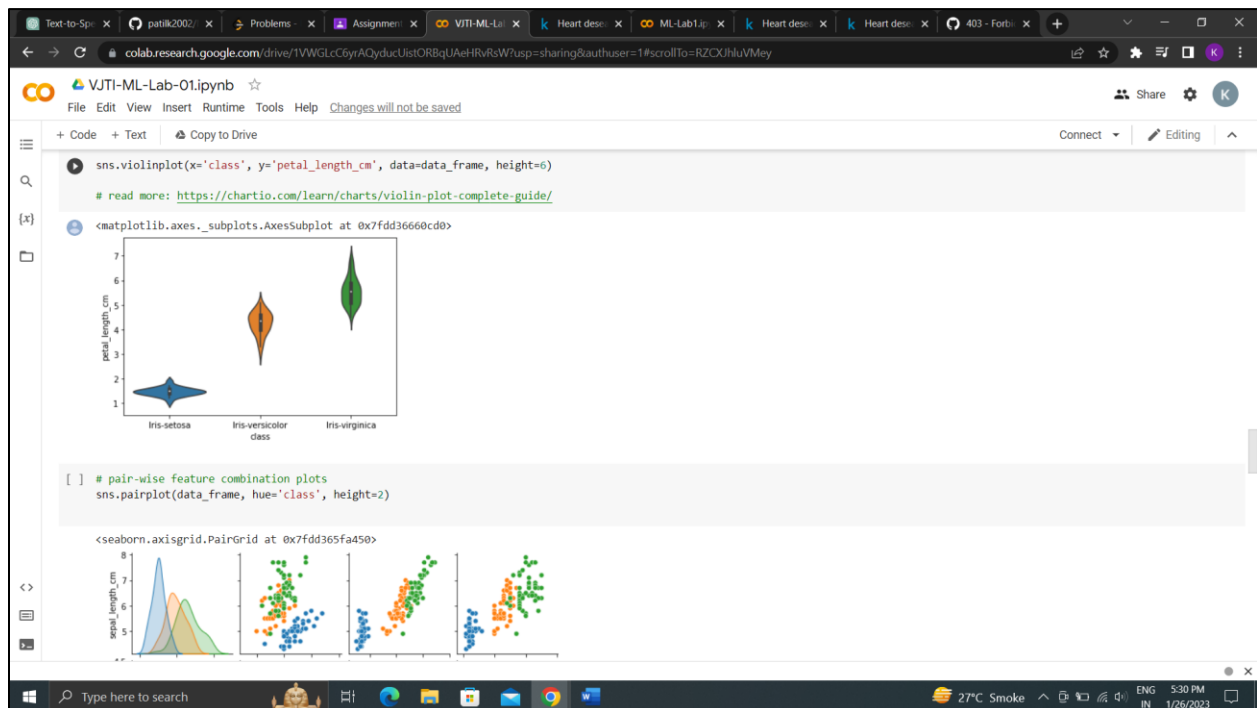 Text-to-Spe
patilk2002/
Problems -
Assignment
VJTI-ML-La
Heart desea
ML-Lab1.ip
Heart desea
Heart desea
403 - Forbi
colab.research.google.com/drive/1VWGLcC6yrAQyducUistORBqUAeHRvRsW?usp=sharing&authuser=1#scrollTo=RZCXJhluVMey
K
CO
VJTI-ML-Lab-01.ipynb
Share
K
File Edit View Insert Runtime Tools Help Changes will not be saved
+ Code + Text Copy to Drive
Connect
Editing
sns.violinplot(x='class', y='petal_length_cm', data=data_frame, height=6)
# read more: https://chartio.com/learn/charts/violin-plot-complete-guide/
{x}
<matplotlib.axes._subplots.AxesSubplot at 0x7fdd36660cd0>
7
6
5
4
3
2
1
petal_length_cm
Iris-setosa Iris-versicolor Iris-virginica
class
[ ] # pair-wise feature combination plots
sns.pairplot(data_frame, hue='class', height=2)
<seaborn.axisgrid.PairGrid at 0x7fdd365fa450>
8
7
6
5
sepal_length_cm
4.5
Type here to search
27°C Smoke
ENG
IN
5:30 PM
1/26/2023